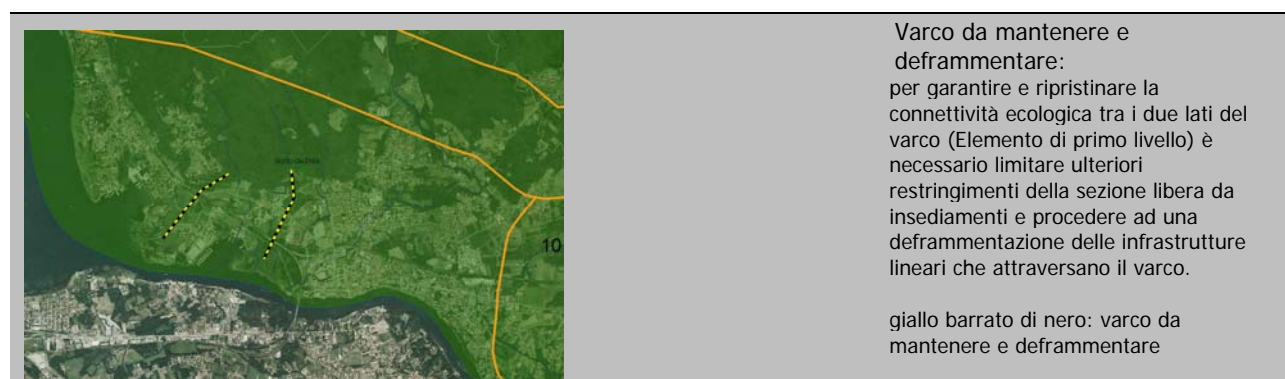 Varco da mantenere e
deframmentare:
per garantire e ripristinare la
connettività ecologica tra i due lati del
varco (Elemento di primo livello) è
necessario limitare ulteriori
restringimenti della sezione libera da
insediamenti e procedere ad una
deframmentazione delle infrastrutture
lineari che attraversano il varco.
10
giallo barrato di nero: varco da
mantenere e deframmentare